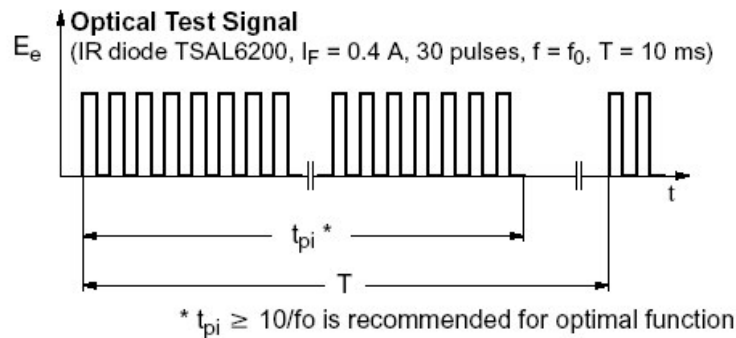 Optical Test Signal
Eₑ
(IR diode TSAL6200, I_F = 0.4 A, 30 pulses, f = f₀, T = 10 ms)
t
t_pi *
T
* t_pi ≥ 10/fo is recommended for optimal function